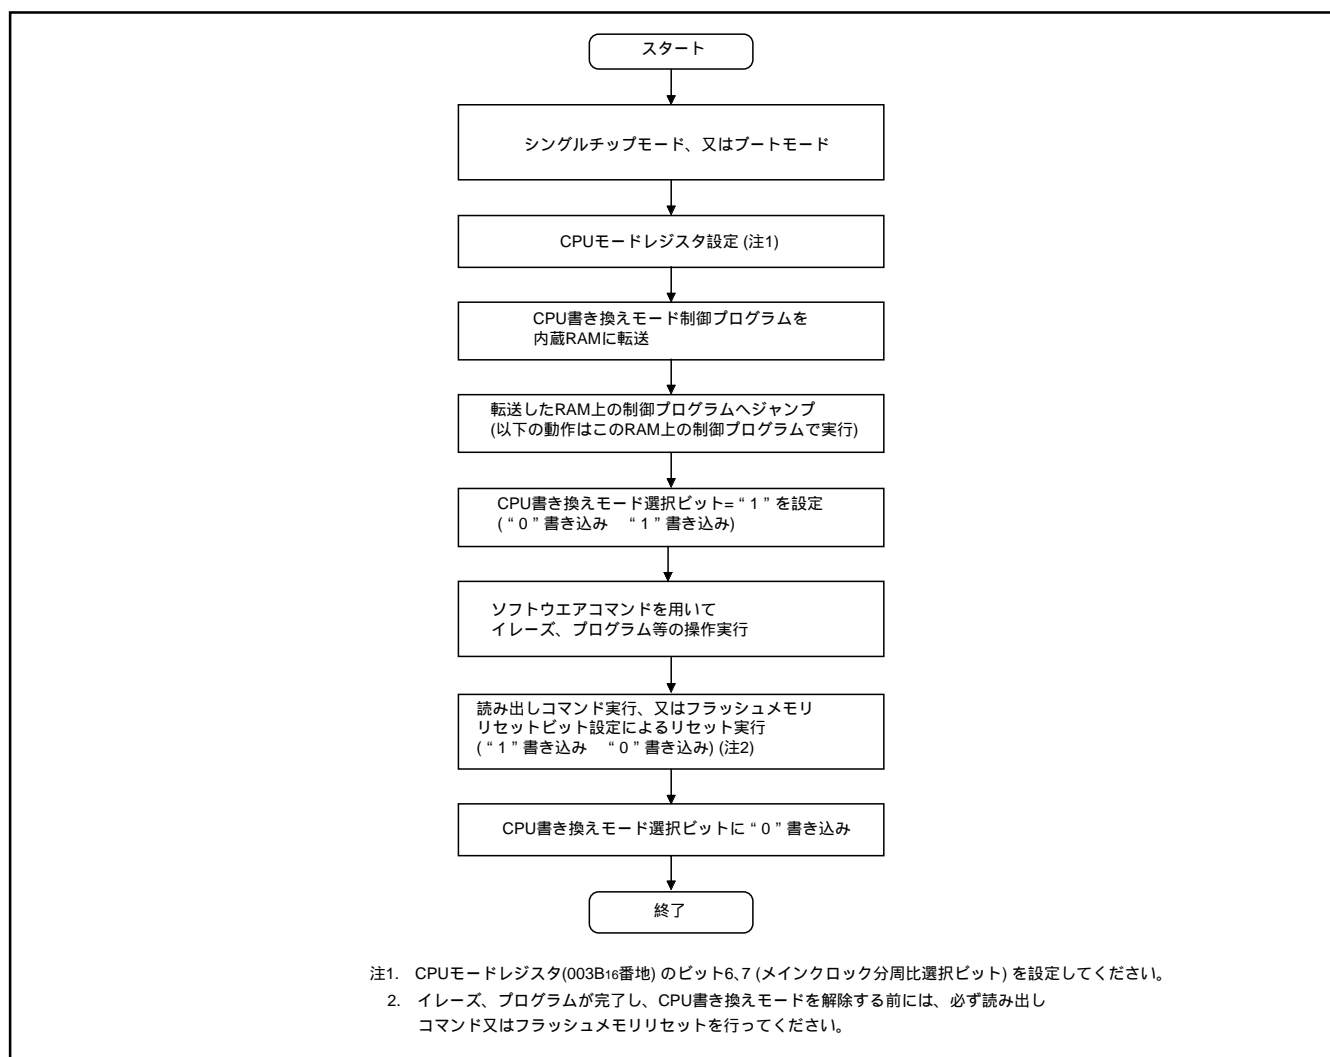 スタート
シングルチップモード、又はブートモード
CPUモードレジスタ設定 (注1)
CPU書き換えモード制御プログラムを
内蔵RAMに転送
転送したRAM上の制御プログラムへジャンプ
(以下の動作はこのRAM上の制御プログラムで実行)
CPU書き換えモード選択ビット= “ 1 ” を設定
( “ 0 ” 書き込み　“ 1 ” 書き込み)
ソフトウエアコマンドを用いて
イレーズ、プログラム等の操作実行
読み出しコマンド実行、又はフラッシュメモリ
リセットビット設定によるリセット実行
( “ 1 ” 書き込み　“ 0 ” 書き込み) (注2)
CPU書き換えモード選択ビットに “ 0 ” 書き込み
終了
注1.　CPUモードレジスタ(003B16番地) のビット6、7 (メインクロック分周比選択ビット) を設定してください。
2.　イレーズ、プログラムが完了し、CPU書き換えモードを解除する前には、必ず読み出し
コマンド又はフラッシュメモリリセットを行ってください。